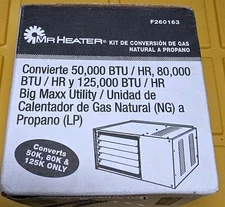 F260163
MR HEATER®
KIT DE CONVERSIÓN DE GAS
NATURAL A PROPANO
Convierte 50,000 BTU / HR, 80,000
BTU / HR y 125,000 BTU / HR
Big Maxx Utility / Unidad de
Calentador de Gas Natural (NG) a
Propano (LP)
Converts
50K, 80K &
125K ONLY